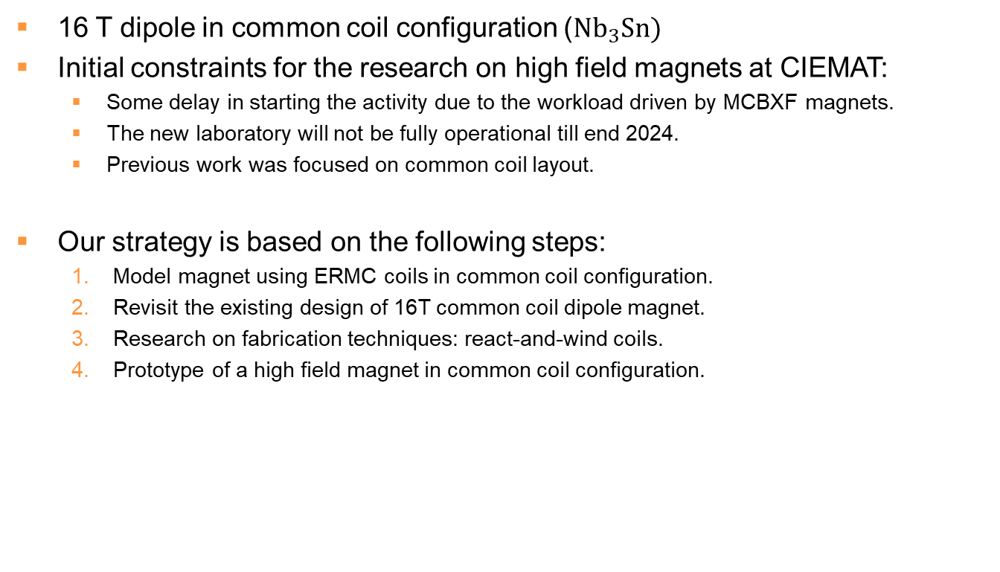 ▪ 16 T dipole in common coil configuration (Nb₃Sn)
▪ Initial constraints for the research on high field magnets at CIEMAT:
▪ Some delay in starting the activity due to the workload driven by MCBXF magnets.
▪ The new laboratory will not be fully operational till end 2024.
▪ Previous work was focused on common coil layout.
▪ Our strategy is based on the following steps:
1. Model magnet using ERMC coils in common coil configuration.
2. Revisit the existing design of 16T common coil dipole magnet.
3. Research on fabrication techniques: react-and-wind coils.
4. Prototype of a high field magnet in common coil configuration.